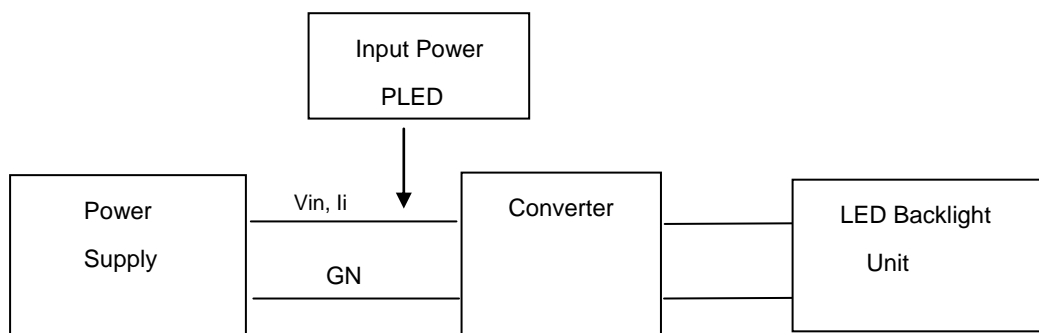 Input Power
PLED
Power
Supply
Vin, Ii
GN
Converter
LED Backlight
Unit